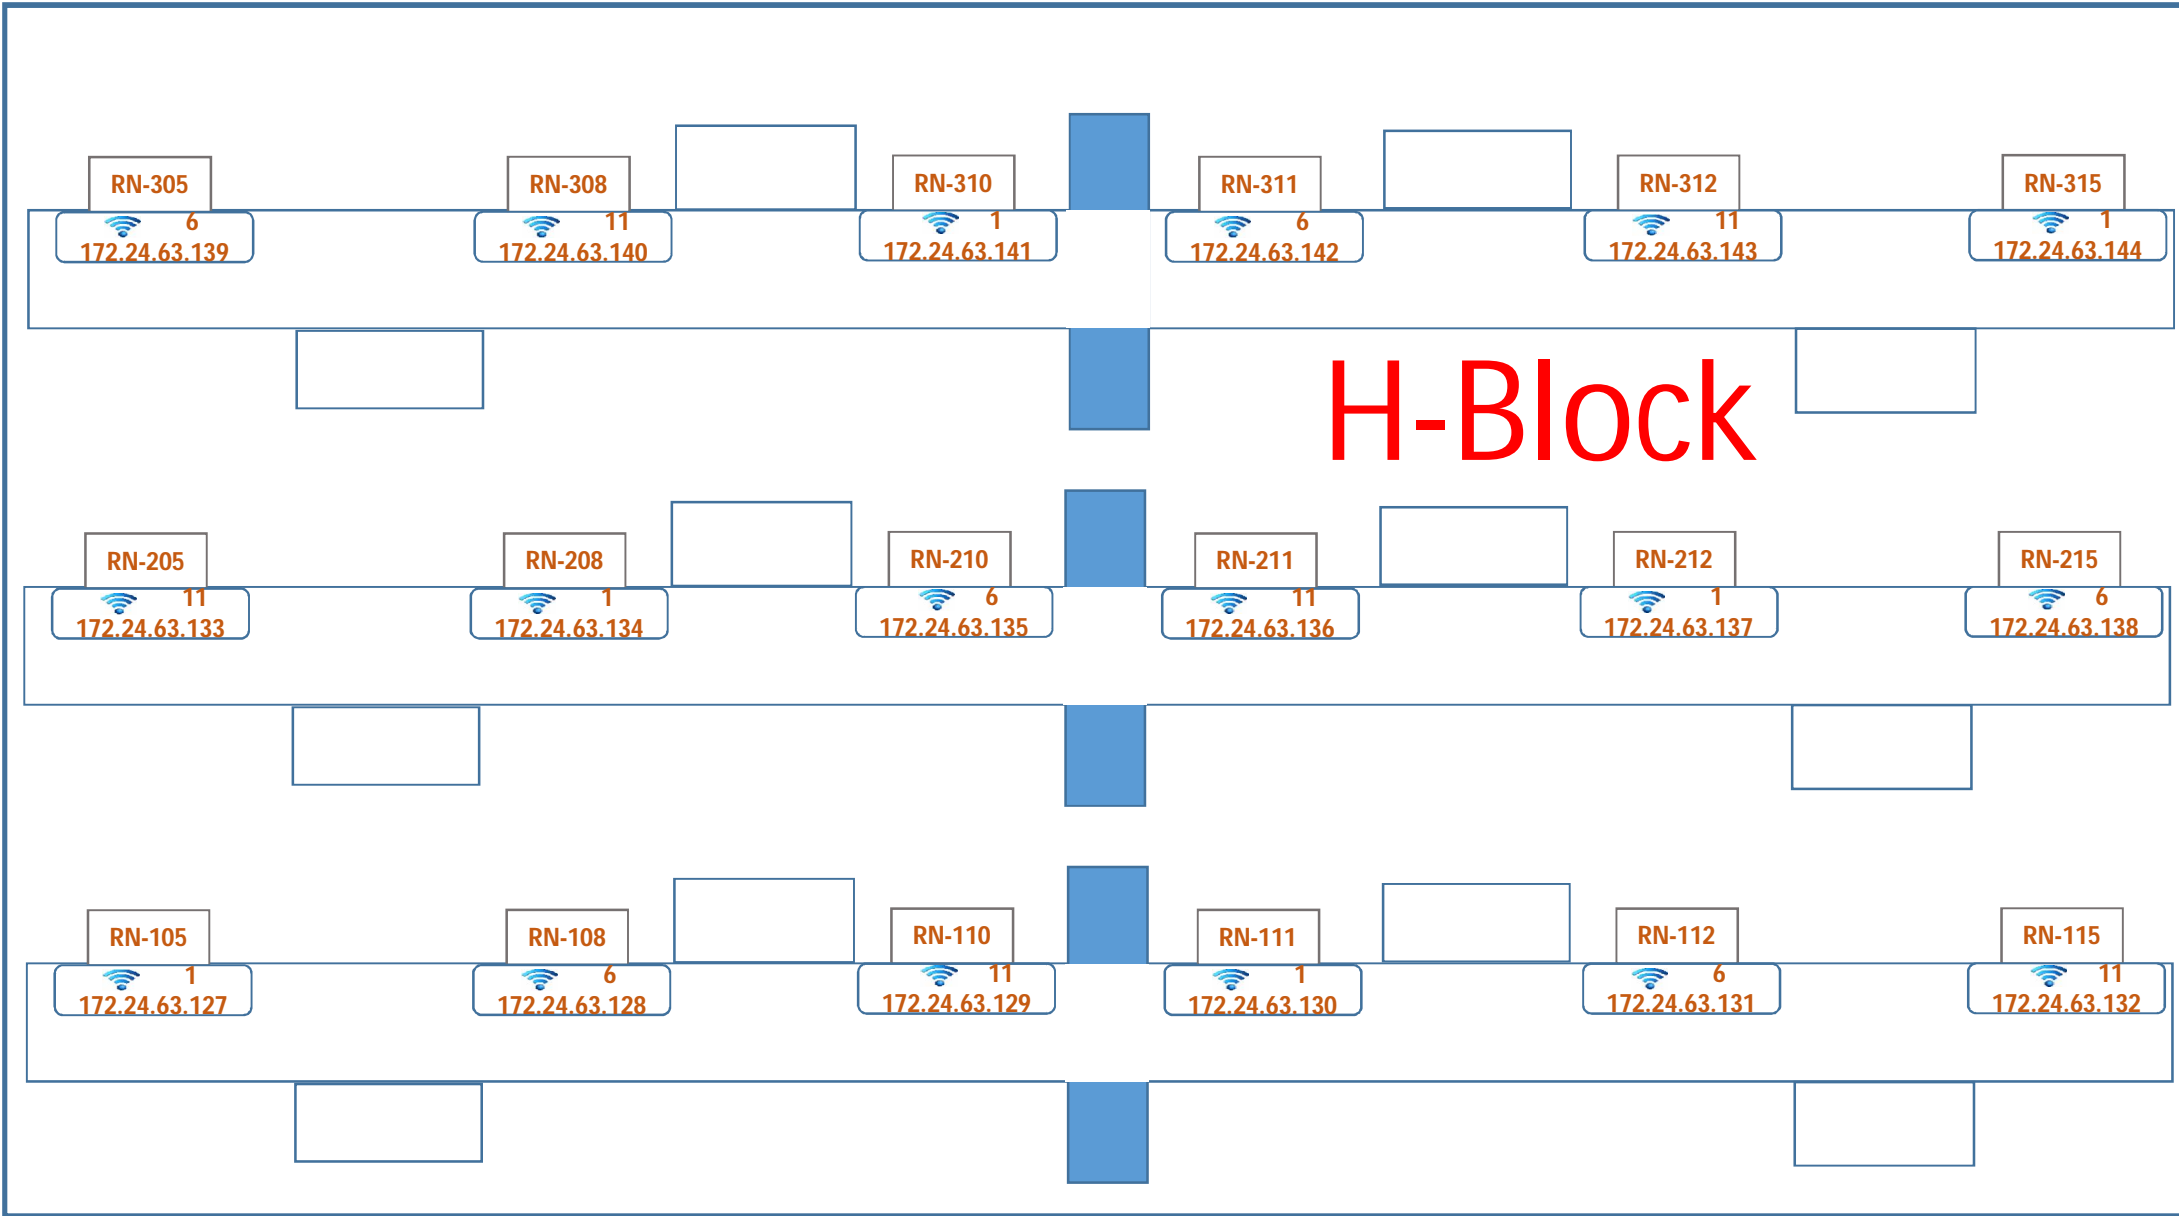 RN-305 RN-308 RN-310 RN-311 RN-312 RN-315
6 11 1 6 11 1
172.24.63.139 172.24.63.140 172.24.63.141 172.24.63.142 172.24.63.143 172.24.63.144
H-Block
RN-205 RN-208 RN-210 RN-211 RN-212 RN-215
11 1 6 11 1 6
172.24.63.133 172.24.63.134 172.24.63.135 172.24.63.136 172.24.63.137 172.24.63.138
RN-105 RN-108 RN-110 RN-111 RN-112 RN-115
1 6 11 1 6 11
172.24.63.127 172.24.63.128 172.24.63.129 172.24.63.130 172.24.63.131 172.24.63.132